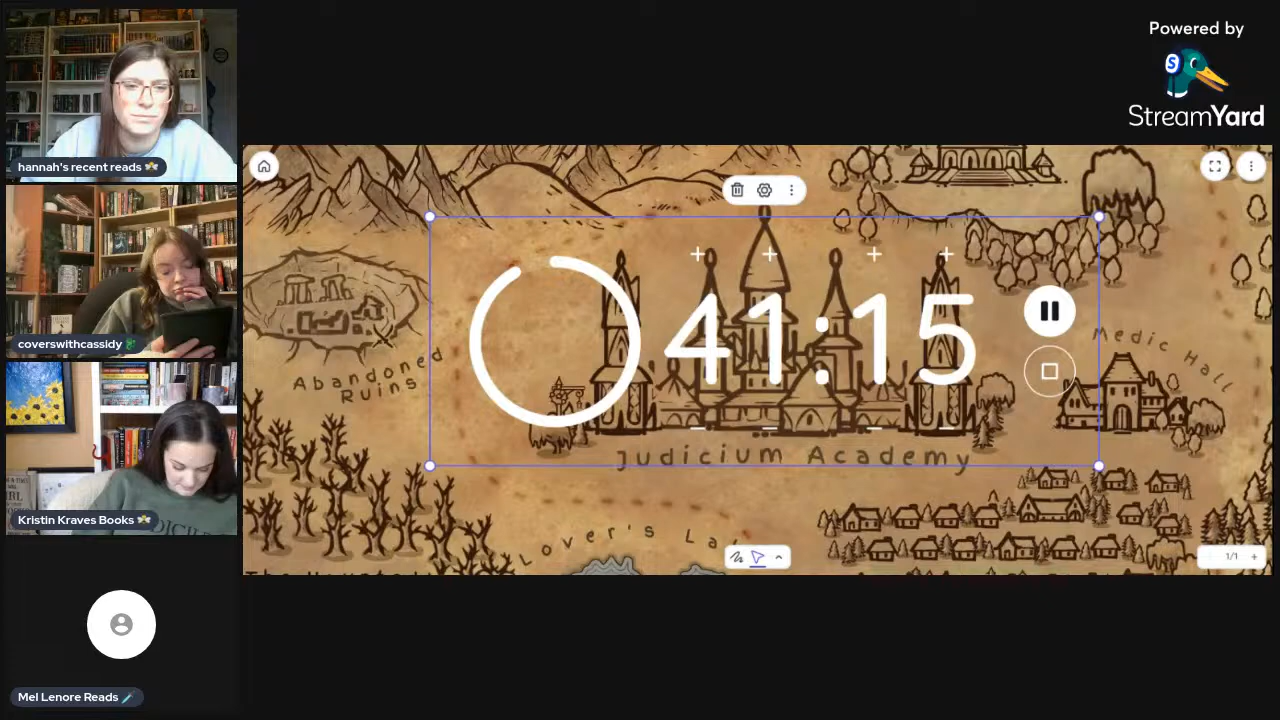 Powered by
StreamYard
hannah's recent reads
coverswithcassidy
Kristin Kraves Books
Mel Lenore Reads
41:15
Abandoned
Ruins
Judicium Academy
Medic Hall
Lover's
1/1